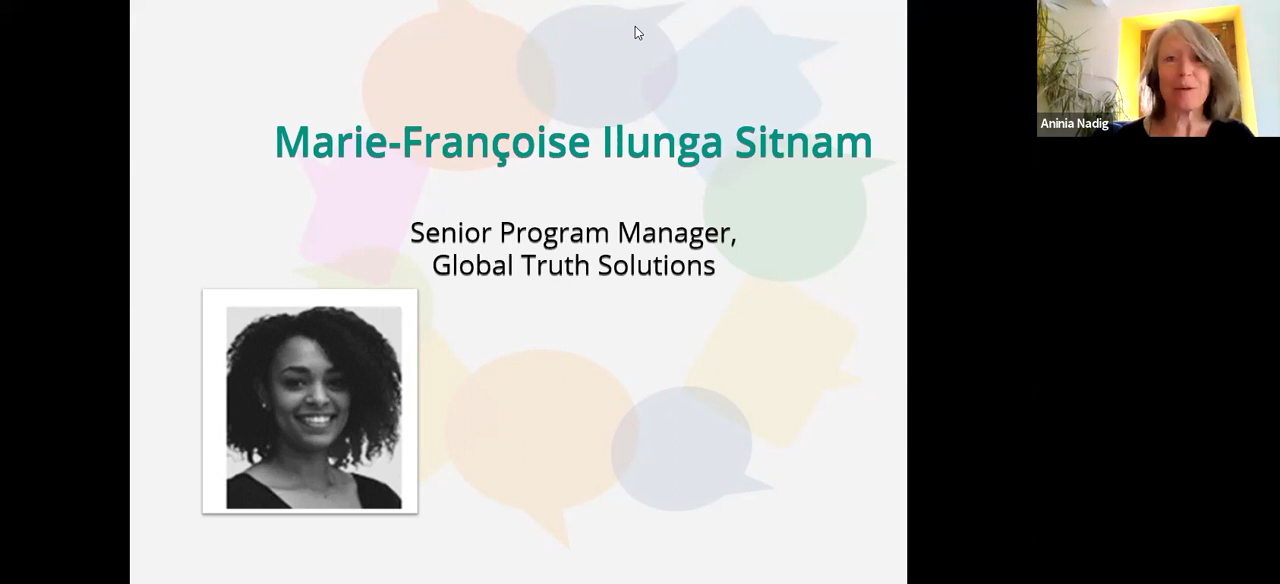 Marie-Françoise Ilunga Sitnam
Senior Program Manager,
Global Truth Solutions
Aninia Nadig